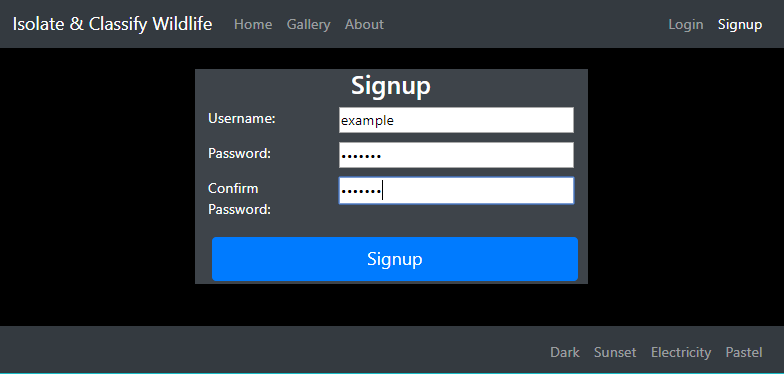 Isolate & Classify Wildlife Home Gallery About Login Signup
Signup
Username: example
Password: •••••••
Confirm •••••••
Password:
Signup
Dark Sunset Electricity Pastel